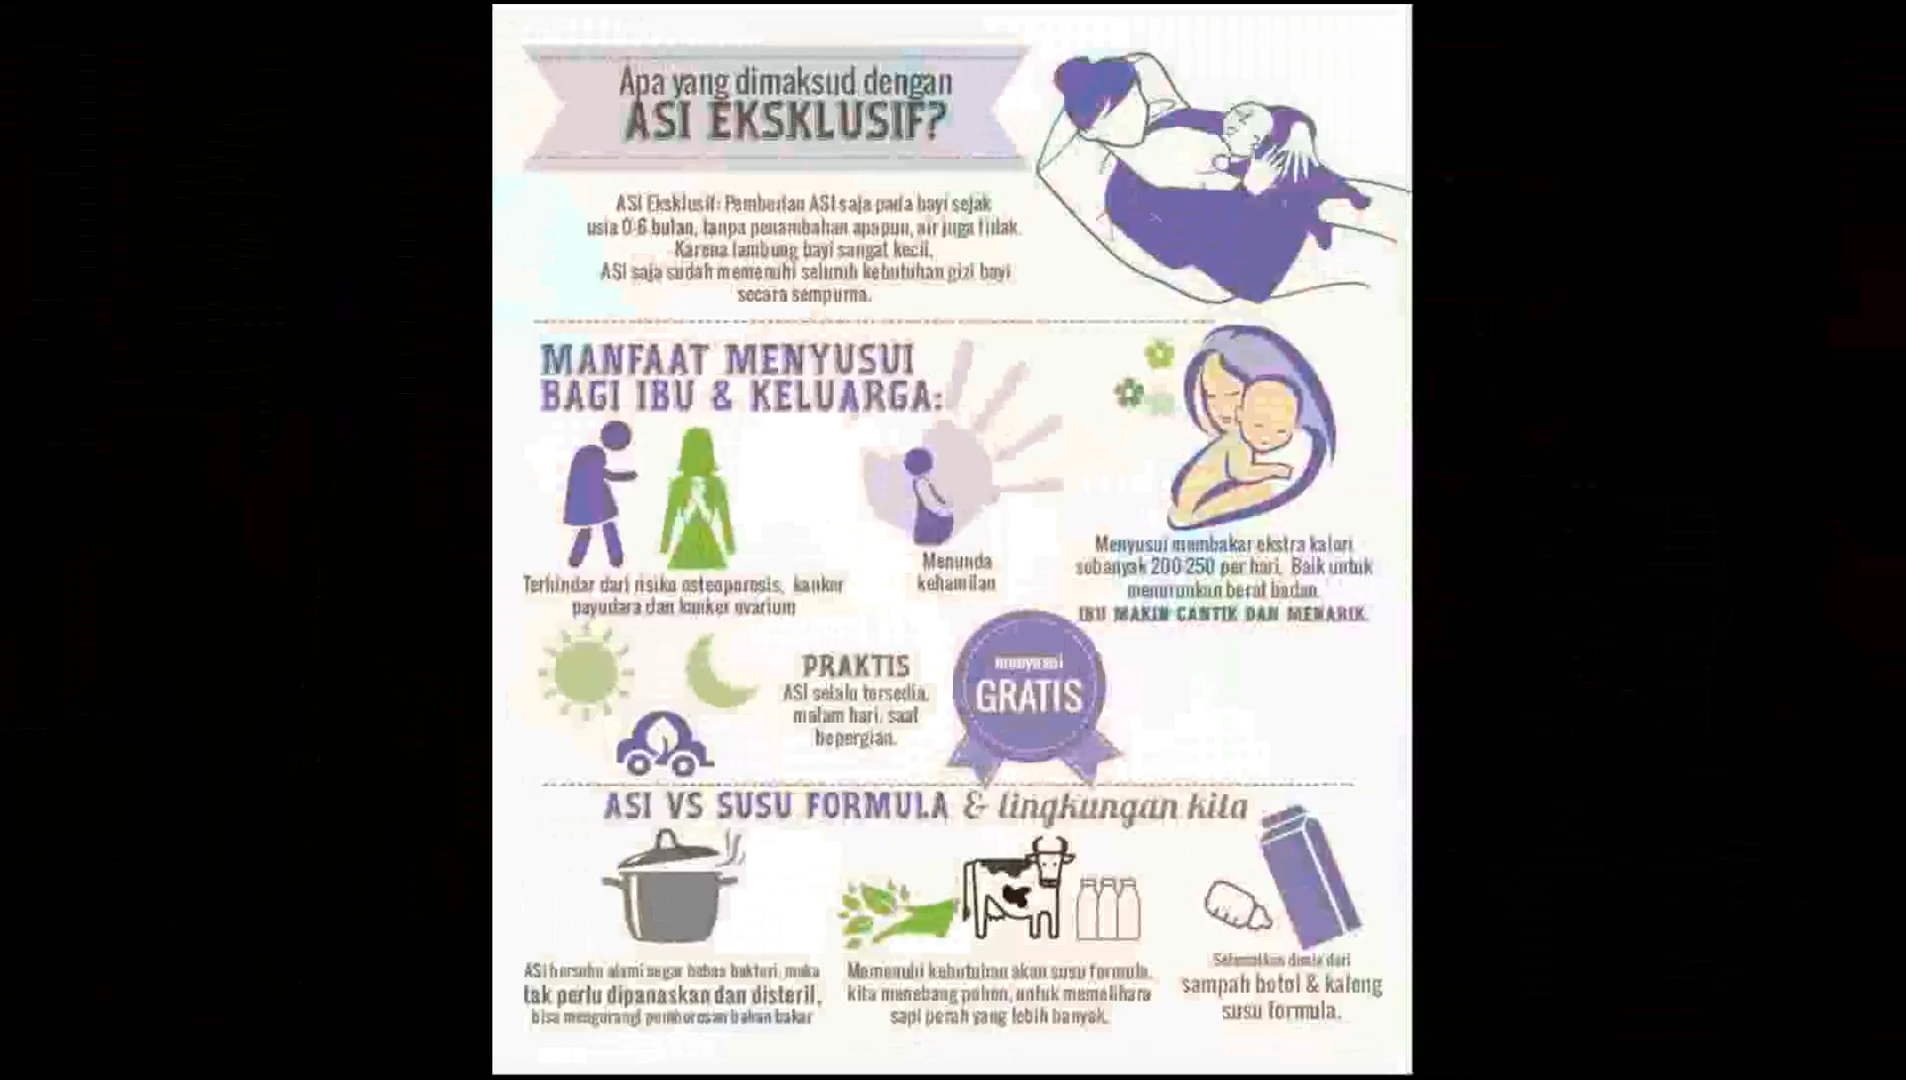 Apa yang dimaksud dengan
ASI EKSKLUSIF?
ASI Eksklusif: Pemberian ASI saja pada bayi sejak
usia 0-6 bulan, tanpa penambahan apapun, air juga tidak.
Karena lambung bayi sangat kecil,
ASI saja sudah memenuhi seluruh kebutuhan gizi bayi
secara sempurna.
MANFAAT MENYUSUI
BAGI IBU & KELUARGA:
Terhindar dari risiko osteoporosis, kanker
payudara dan kanker ovarium
Menunda
kehamilan
Menyusui membakar ekstra kalori
sebanyak 200-250 per hari. Baik untuk
menurunkan berat badan.
IBU MAKIN CANTIK DAN MENARIK.
PRAKTIS
ASI selalu tersedia,
malam hari, saat
bepergian.
menyusui
GRATIS
ASI VS SUSU FORMULA & lingkungan kita
ASI bersuhu alami segar bebas bakteri, maka
tak perlu dipanaskan dan disteril,
bisa mengurangi pemborosan bahan bakar
Memenuhi kebutuhan akan susu formula,
kita menebang pohon, untuk memelihara
sapi perah yang lebih banyak.
Selamatkan dunia dari
sampah botol & kaleng
susu formula.